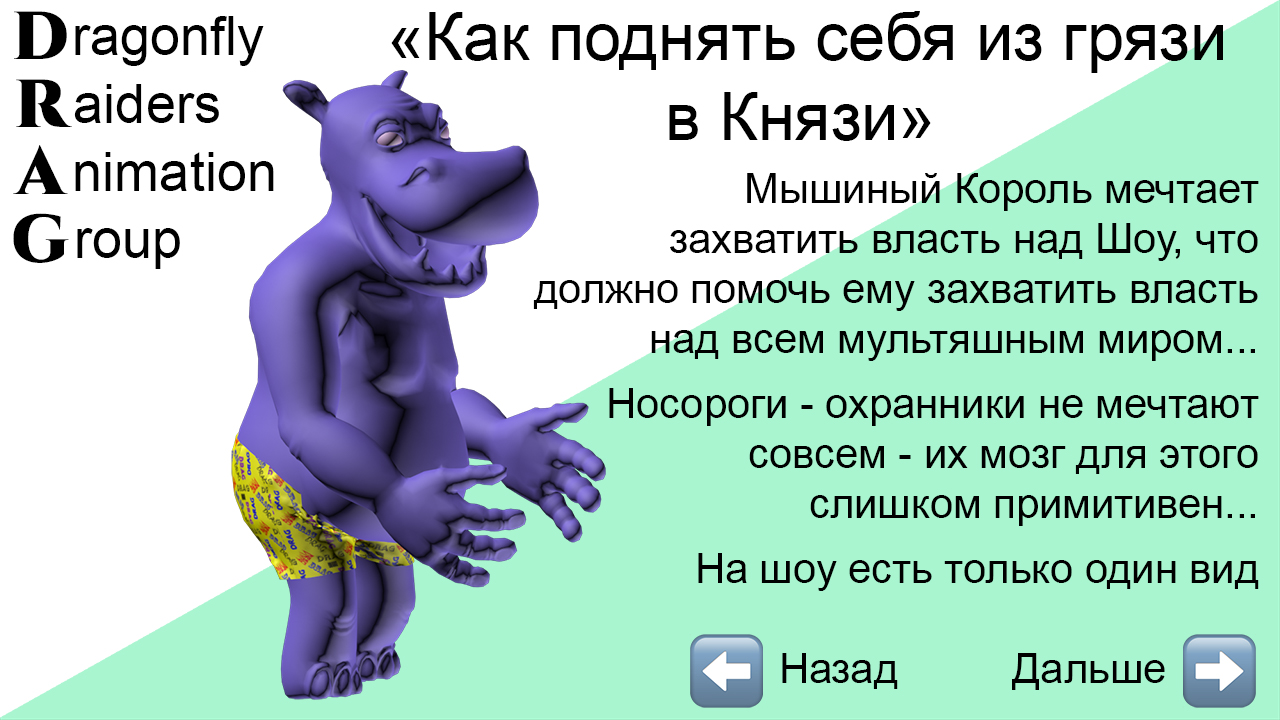 Dragonfly
Raiders
Animation
Group
«Как поднять себя из грязи
в Князи»
Мышиный Король мечтает
захватить власть над Шоу, что
должно помочь ему захватить власть
над всем мультяшным миром...
Носороги - охранники не мечтают
совсем - их мозг для этого
слишком примитивен...
На шоу есть только один вид
Назад
Дальше
DRAG